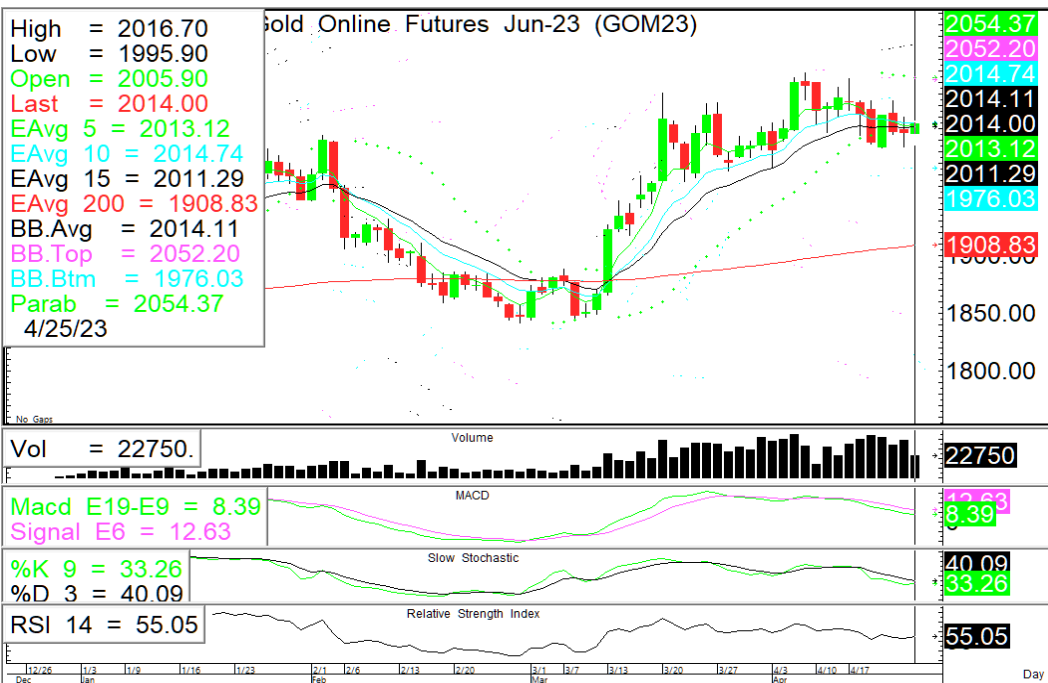 Gold Online Futures Jun-23 (GOM23)
High = 2016.70
Low = 1995.90
Open = 2005.90
Last = 2014.00
EAvg 5 = 2013.12
EAvg 10 = 2014.74
EAvg 15 = 2011.29
EAvg 200 = 1908.83
BB.Avg = 2014.11
BB.Top = 2052.20
BB.Btm = 1976.03
Parab = 2054.37
4/25/23
No Gaps
2054.37
2052.20
2014.74
2014.11
2014.00
2013.12
2011.29
1976.03
1908.83
1900.00
1850.00
1800.00
Vol = 22750.
Volume
22750
Macd E19-E9 = 8.39
Signal E6 = 12.63
MACD
12.63
8.39
%K 9 = 33.26
%D 3 = 40.09
Slow Stochastic
40.09
33.26
RSI 14 = 55.05
Relative Strength Index
55.05
12/26 1/3 1/9 1/16 1/23 2/1 2/6 2/13 2/20 3/1 3/7 3/13 3/20 3/27 4/3 4/10 4/17
Dec Jan Feb Mar Apr Day